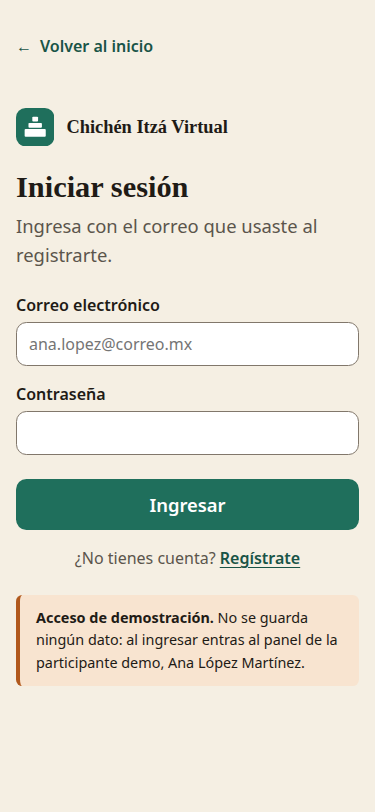 ← Volver al inicio
Chichén Itzá Virtual
Iniciar sesión
Ingresa con el correo que usaste al
registrarte.
Correo electrónico
ana.lopez@correo.mx
Contraseña
Ingresar
¿No tienes cuenta? Regístrate
Acceso de demostración. No se guarda
ningún dato: al ingresar entras al panel de la
participante demo, Ana López Martínez.